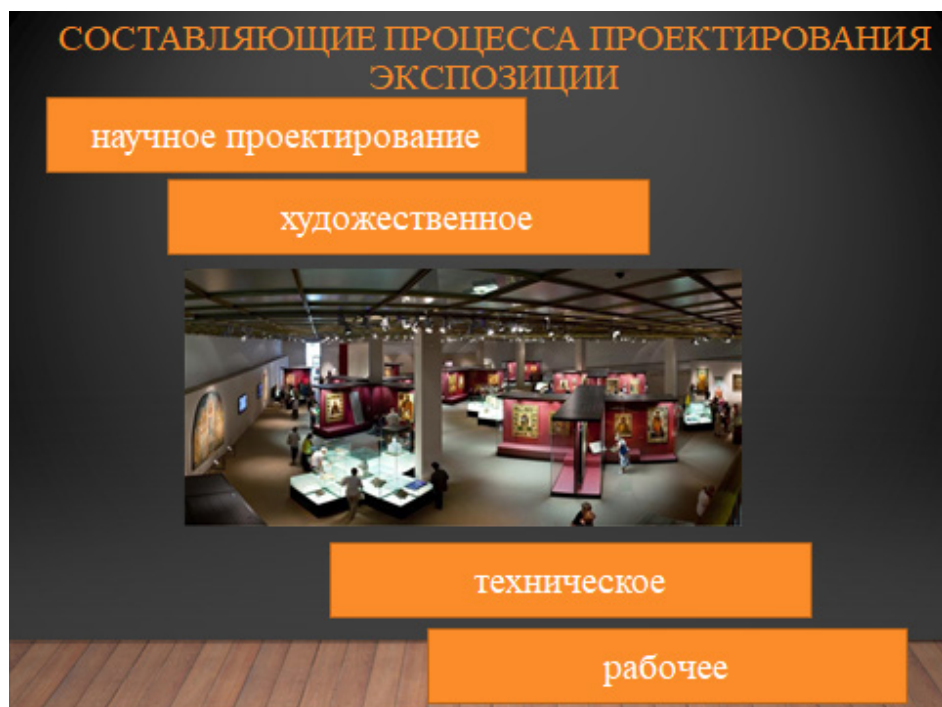 СОСТАВЛЯЮЩИЕ ПРОЦЕССА ПРОЕКТИРОВАНИЯ
ЭКСПОЗИЦИИ
научное проектирование
художественное
техническое
рабочее